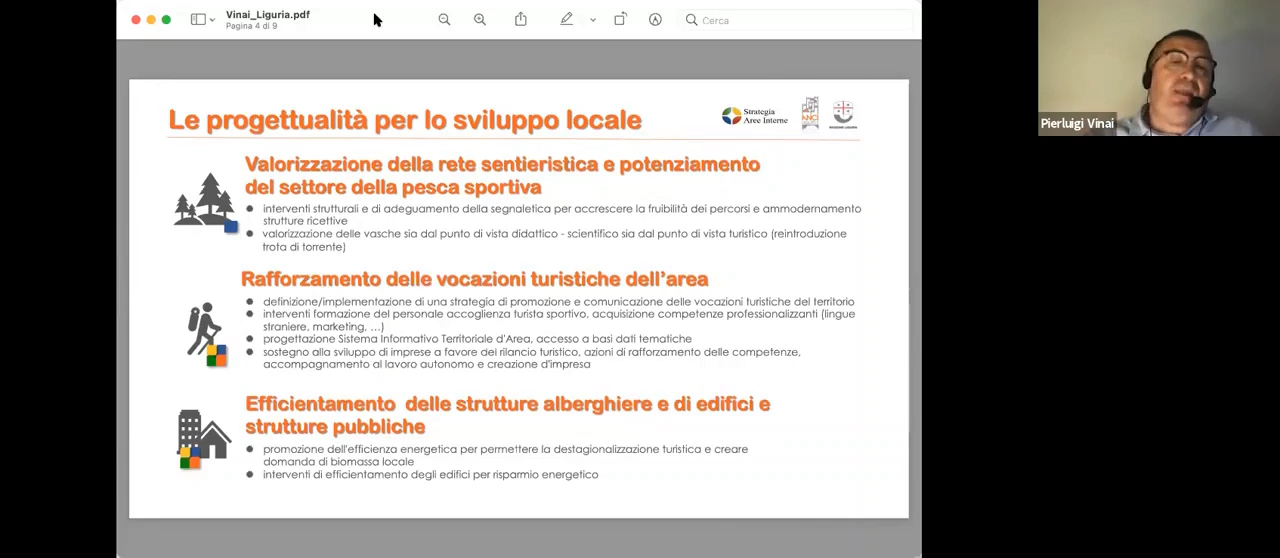 Vinai_Liguria.pdf
Pagina 4 di 9
Cerca
Pierluigi Vinai
Le progettualità per lo sviluppo locale
Strategia
Aree Interne
ANCI
REGIONE LIGURIA
Valorizzazione della rete sentieristica e potenziamento
del settore della pesca sportiva
interventi strutturali e di adeguamento della segnaletica per accrescere la fruibilità dei percorsi e ammodernamento
strutture ricettive
valorizzazione delle vasche sia dal punto di vista didattico - scientifico sia dal punto di vista turistico (reintroduzione
trota di torrente)
Rafforzamento delle vocazioni turistiche dell'area
definizione/implementazione di una strategia di promozione e comunicazione delle vocazioni turistiche del territorio
interventi formazione del personale accoglienza turista sportivo, acquisizione competenze professionalizzanti (lingue
straniere, marketing, ...)
progettazione Sistema Informativo Territoriale d'Area, accesso a basi dati tematiche
sostegno alla sviluppo di imprese a favore dei rilancio turistico, azioni di rafforzamento delle competenze,
accompagnamento al lavoro autonomo e creazione d'impresa
Efficientamento delle strutture alberghiere e di edifici e
strutture pubbliche
promozione dell'efficienza energetica per permettere la destagionalizzazione turistica e creare
domanda di biomassa locale
interventi di efficientamento degli edifici per risparmio energetico